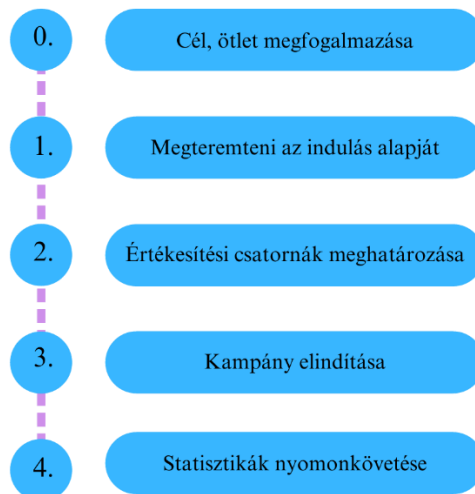 0. Cél, ötlet megfogalmazása
1. Megteremteni az indulás alapját
2. Értékesítési csatornák meghatározása
3. Kampány elindítása
4. Statisztikák nyomonkövetése